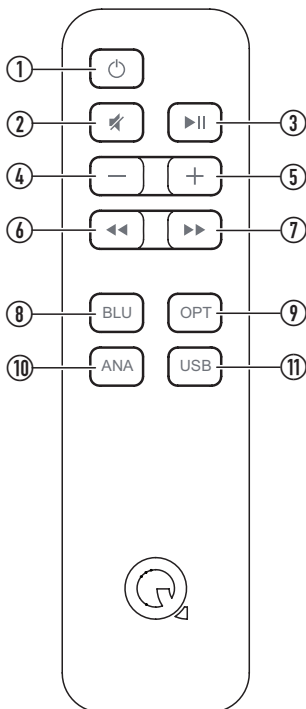 ①
② ③
④ ⑤
⑥ ⑦
⑧ BLU OPT ⑨
⑩ ANA USB ⑪